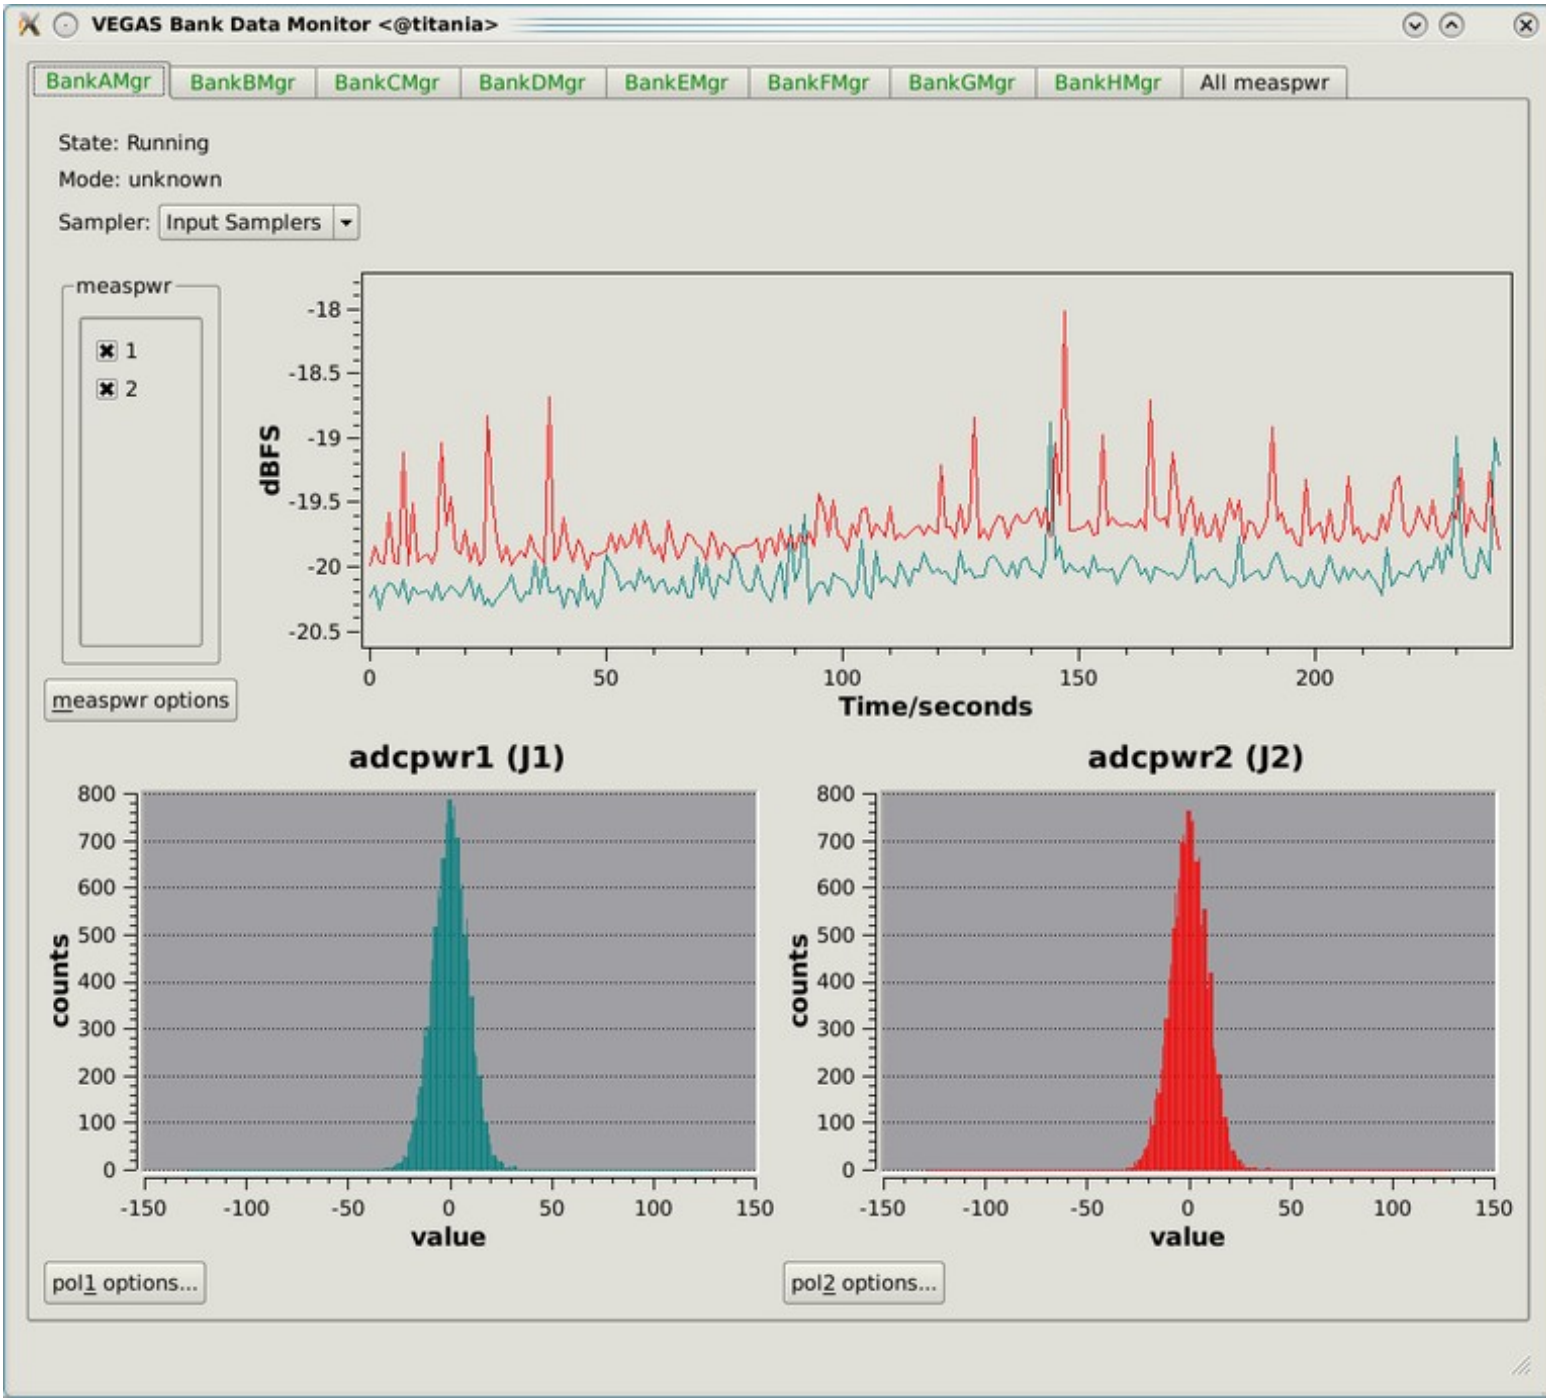 VEGAS Bank Data Monitor <@titania>
BankAMgr BankBMgr BankCMgr BankDMgr BankEMgr BankFMgr BankGMgr BankHMgr All measpwr
State: Running
Mode: unknown
Sampler: Input Samplers
measpwr
1
2
measpwr options
dBFS
-18
-18.5
-19
-19.5
-20
-20.5
0 50 100 150 200
Time/seconds
adcpwr1 (J1)
counts
800
700
600
500
400
300
200
100
0
-150 -100 -50 0 50 100 150
value
pol1 options...
adcpwr2 (J2)
counts
800
700
600
500
400
300
200
100
0
-150 -100 -50 0 50 100 150
value
pol2 options...